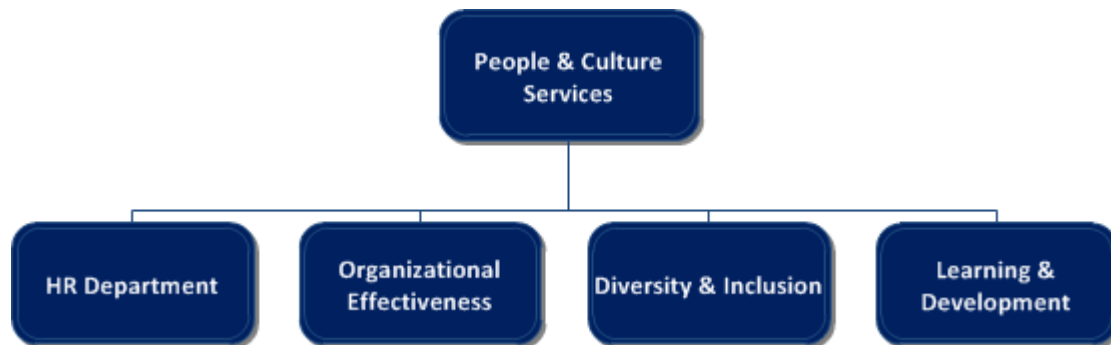 People & Culture
Services
HR Department
Organizational
Effectiveness
Diversity & Inclusion
Learning &
Development